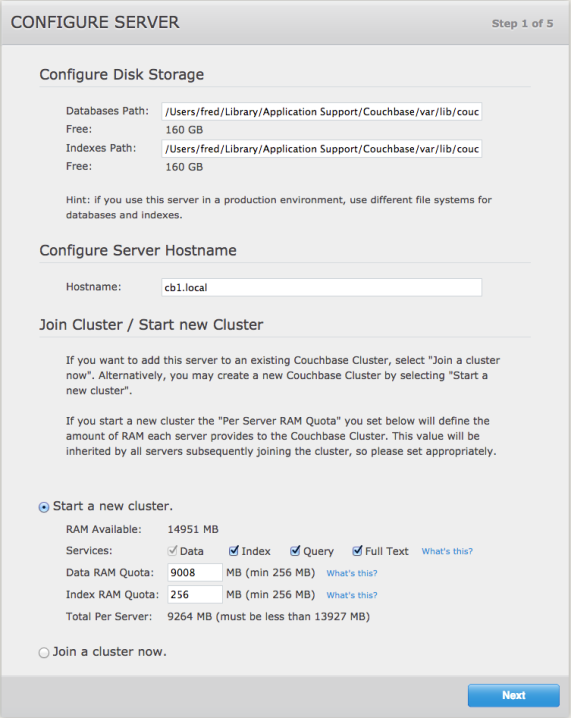 CONFIGURE SERVER
Step 1 of 5
Configure Disk Storage
Databases Path: /Users/fred/Library/Application Support/Couchbase/var/lib/couc
Free: 160 GB
Indexes Path: /Users/fred/Library/Application Support/Couchbase/var/lib/couc
Free: 160 GB
Hint: if you use this server in a production environment, use different file systems for
databases and indexes.
Configure Server Hostname
Hostname: cb1.local
Join Cluster / Start new Cluster
If you want to add this server to an existing Couchbase Cluster, select "Join a cluster
now". Alternatively, you may create a new Couchbase Cluster by selecting "Start a
new cluster".
If you start a new cluster the "Per Server RAM Quota" you set below will define the
amount of RAM each server provides to the Couchbase Cluster. This value will be
inherited by all servers subsequently joining the cluster, so please set appropriately.
Start a new cluster.
RAM Available: 14951 MB
Services: Data Index Query Full Text What's this?
Data RAM Quota: 9008 MB (min 256 MB) What's this?
Index RAM Quota: 256 MB (min 256 MB) What's this?
Total Per Server: 9264 MB (must be less than 13927 MB)
Join a cluster now.
Next